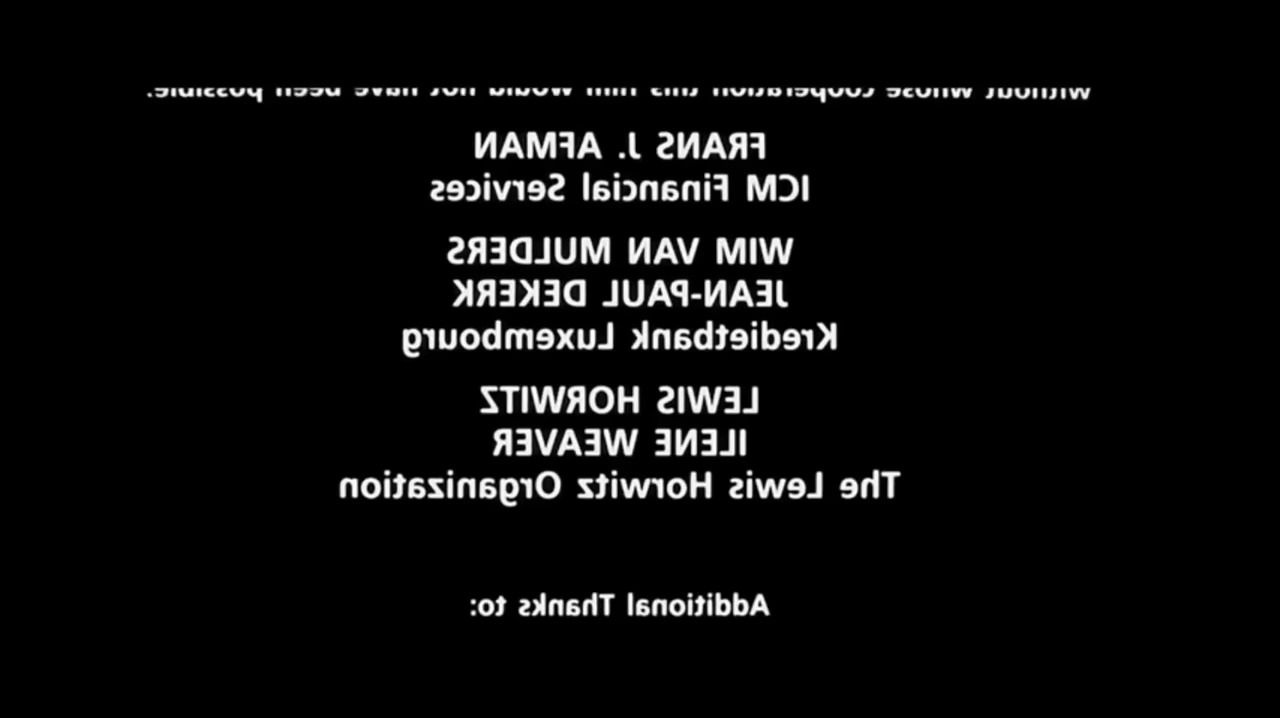 without whose cooperation this film would not have been possible.
FRANS J. AFMAN
ICM Financial Services
WIM VAN MULDERS
JEAN-PAUL DEKERK
Kredietbank Luxembourg
LEWIS HORWITZ
ILENE WEAVER
The Lewis Horwitz Organization
Additional Thanks to: